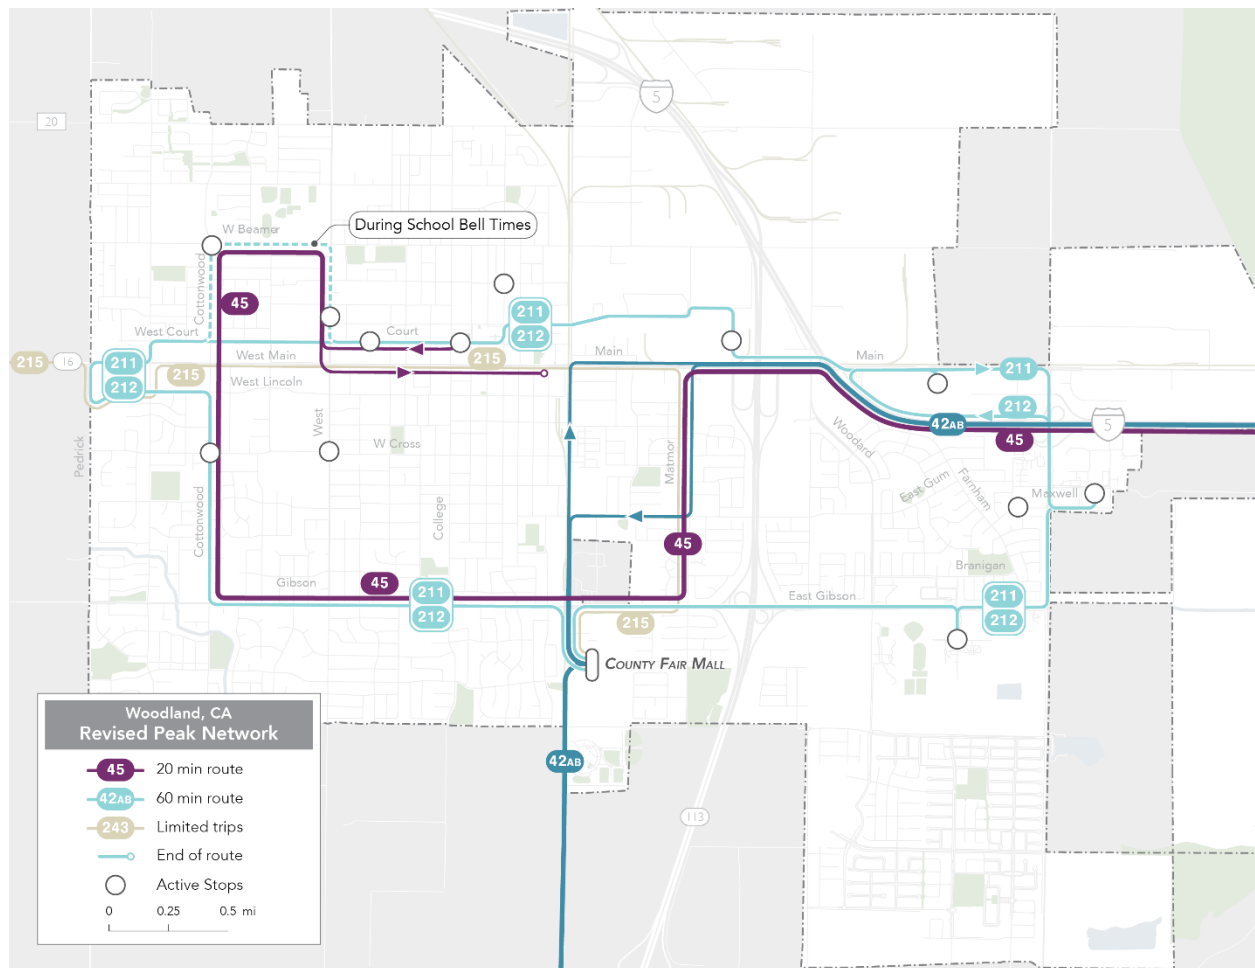 5
20
W Beamer
During School Bell Times
Cottonwood
45
211
212
West Court
Court
215
16
211
212
215
West Main
West Lincoln
215
Main
Main
211
212
42AB
45
5
West
W Cross
Pedrick
Matmor
Woodard
East Gum
Farnham
Maxwell
College
Cottonwood
45
Branigan
Gibson
45
211
212
East Gibson
211
212
215
County Fair Mall
42AB
113
Woodland, CA
Revised Peak Network
45 20 min route
42AB 60 min route
243 Limited trips
End of route
Active Stops
0 0.25 0.5 mi